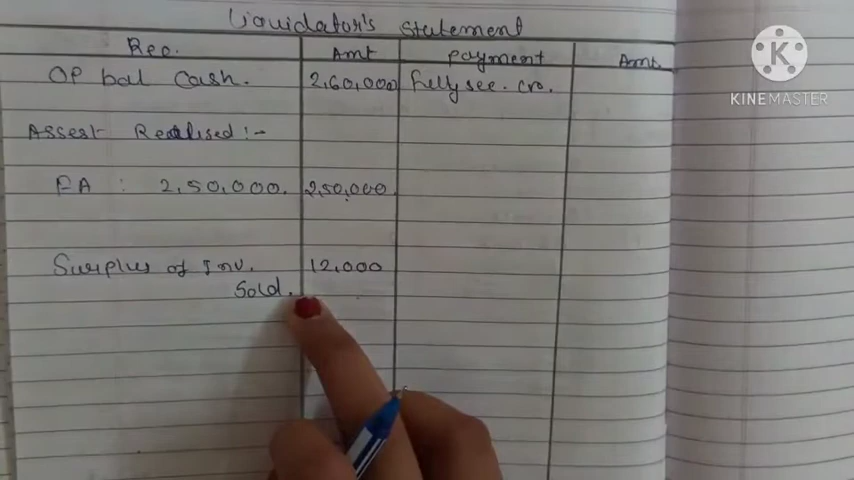 Liquidator's Statement
Rec. Amt Payment Amt.
OP bal Cash. 2,60,000 fully sec. cro.
Assest Realised :-
FA : 2,50,000. 2,50,000.
Surplus of Inv. 12,000
Sold.
KINEMASTER